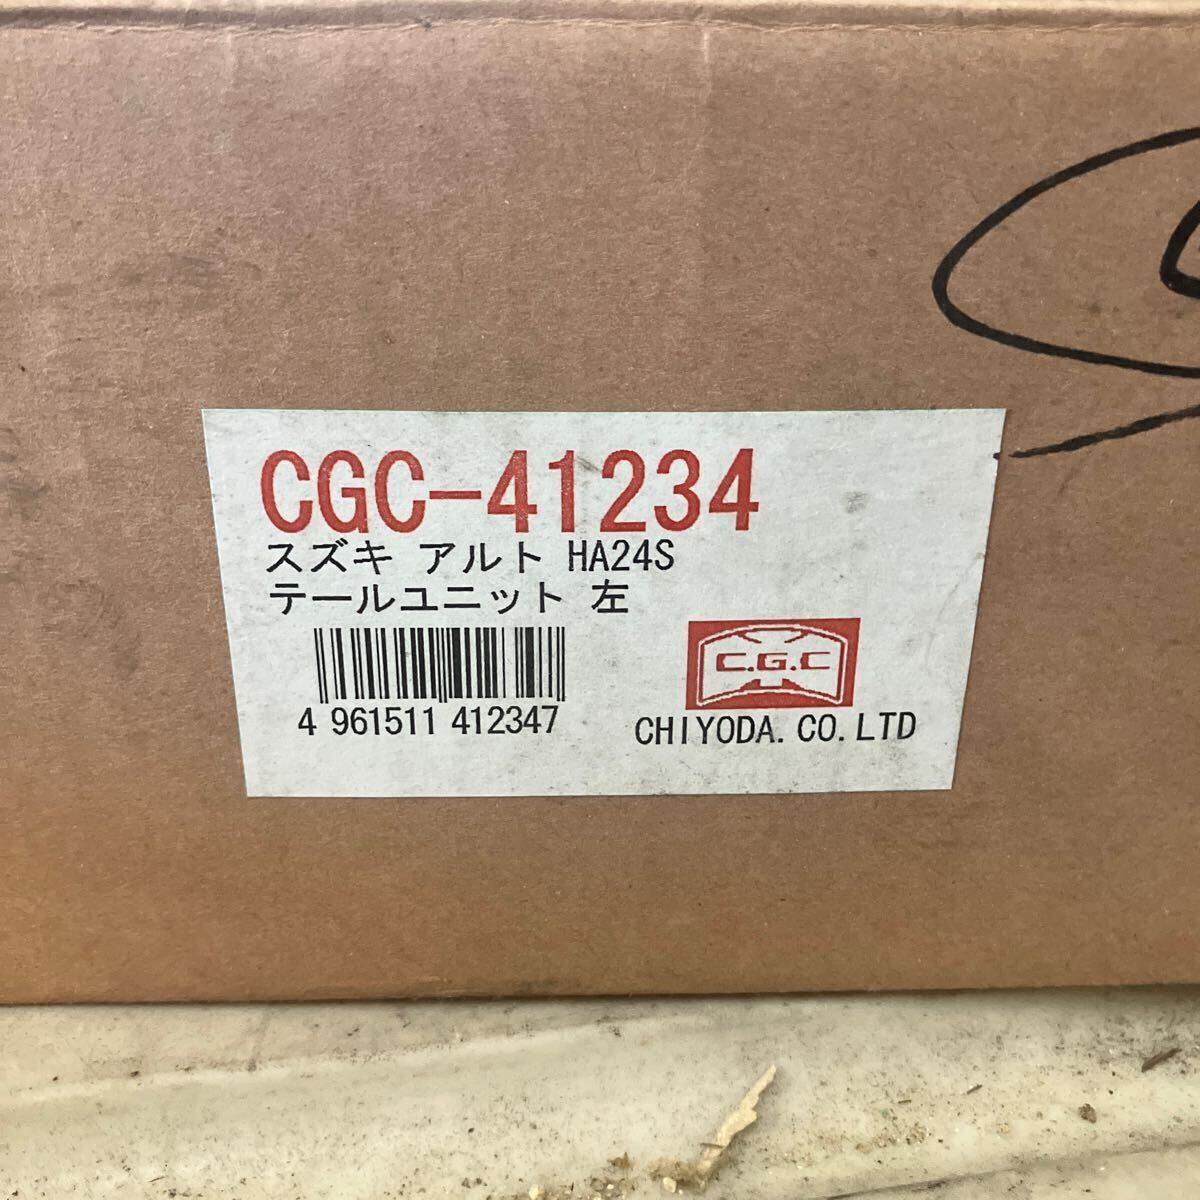 CGC-41234
スズキ アルト HA24S
テールユニット 左
4 961511 412347
C.G.C
CHIYODA.CO.LTD